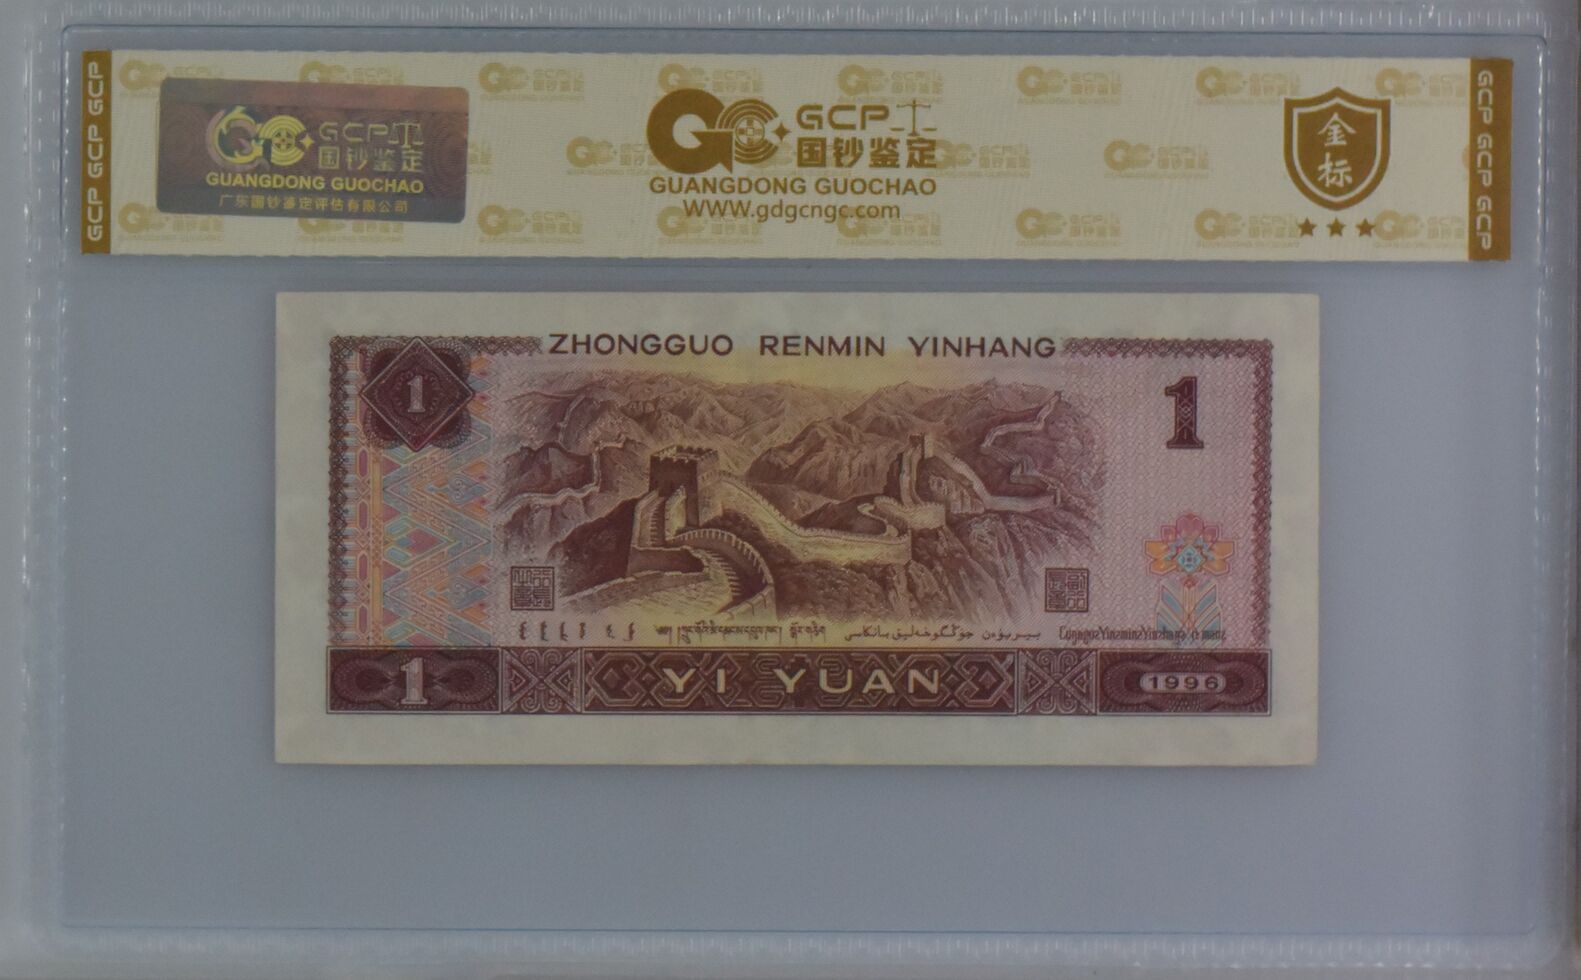 GCP GCP GCP
GCP
国钞鉴定
GUANGDONG GUOCHAO
广东国钞鉴定评估有限公司
GCP
国钞鉴定
GUANGDONG GUOCHAO
WWW.gdgcngc.com
金
标
GCP GCP GCP
ZHONGGUO RENMIN YINHANG
1
1
1
YI YUAN
1996